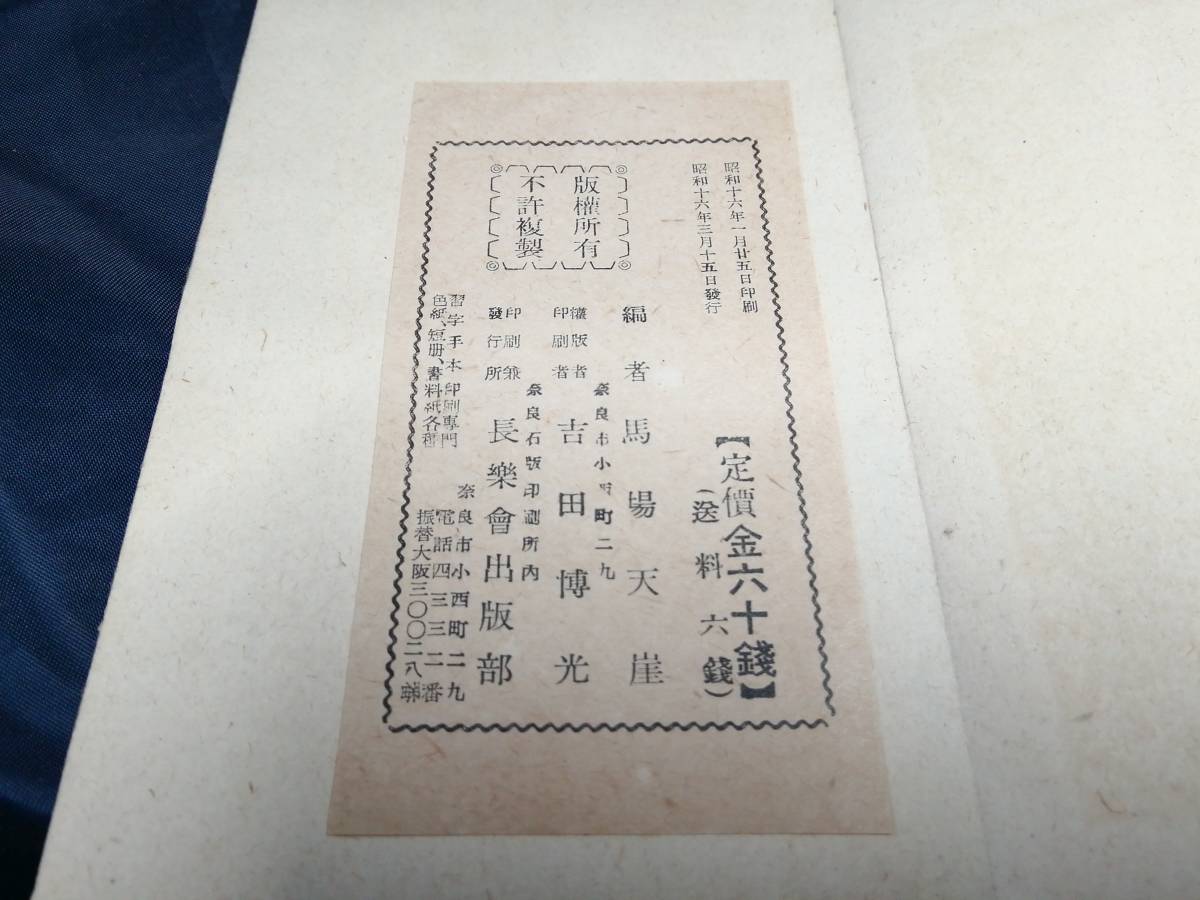 昭和十六年一月廿五日印刷
昭和十六年三月十五日發行
【定價金六十錢】
(送料六錢)
版權所有
不許複製
編者 馬場天崖
奈良市小西町二九
權版者
印刷者
吉田博光
奈良石版印刷所內
印刷兼
發行所
長樂會出版部
奈良市小西町二九
電話四三三二番
振替大阪三〇〇二八番
習字手本印刷專門
色紙、短册、書料紙各種